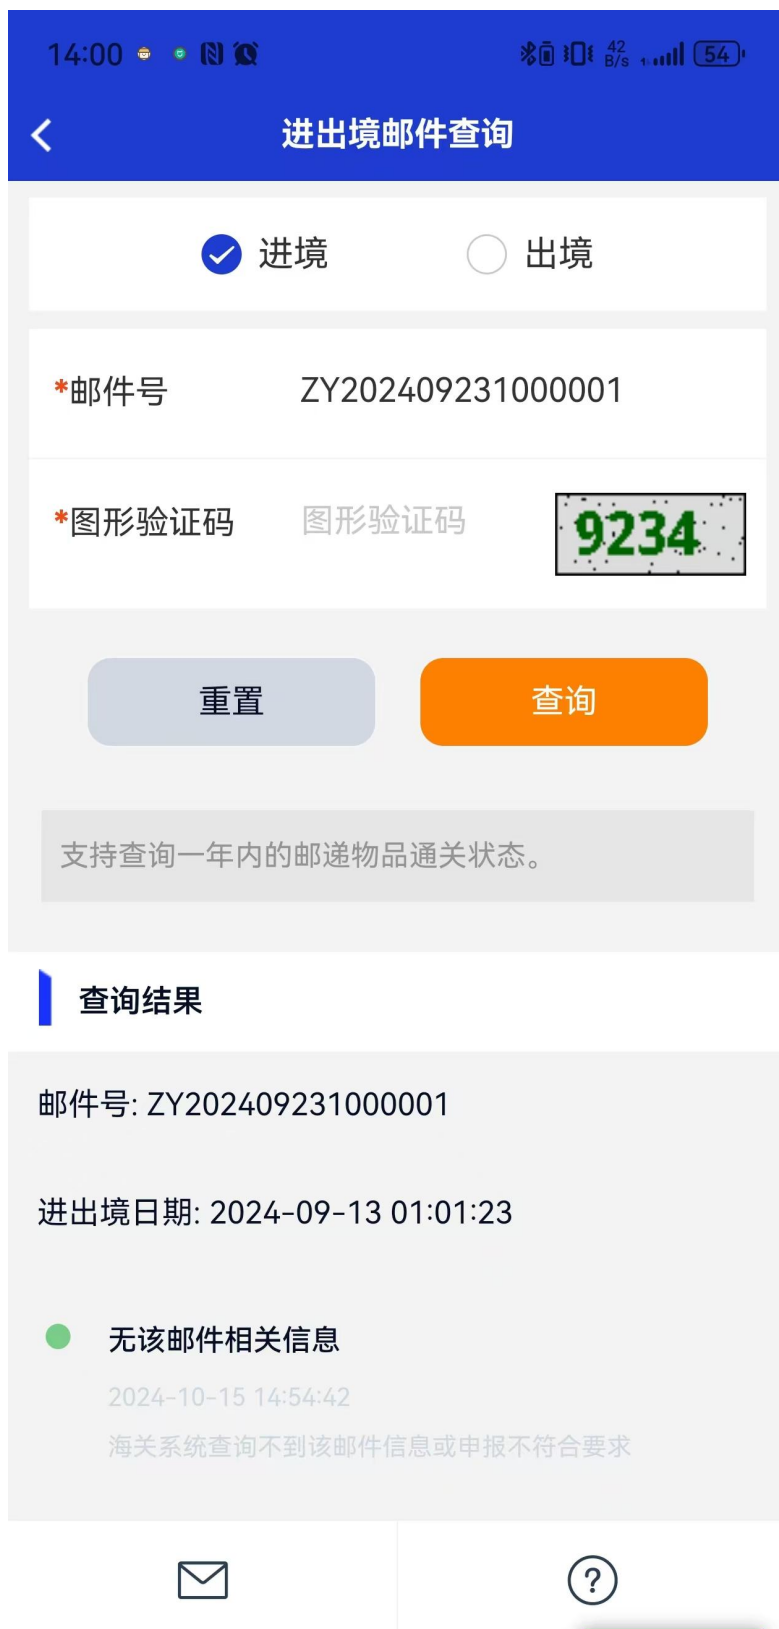 14:00 42 B/s 54
进出境邮件查询
进境 出境
*邮件号 ZY202409231000001
*图形验证码 图形验证码 9234
重置 查询
支持查询一年内的邮递物品通关状态。
查询结果
邮件号: ZY202409231000001
进出境日期: 2024-09-13 01:01:23
无该邮件相关信息
2024-10-15 14:54:42
海关系统查询不到该邮件信息或申报不符合要求